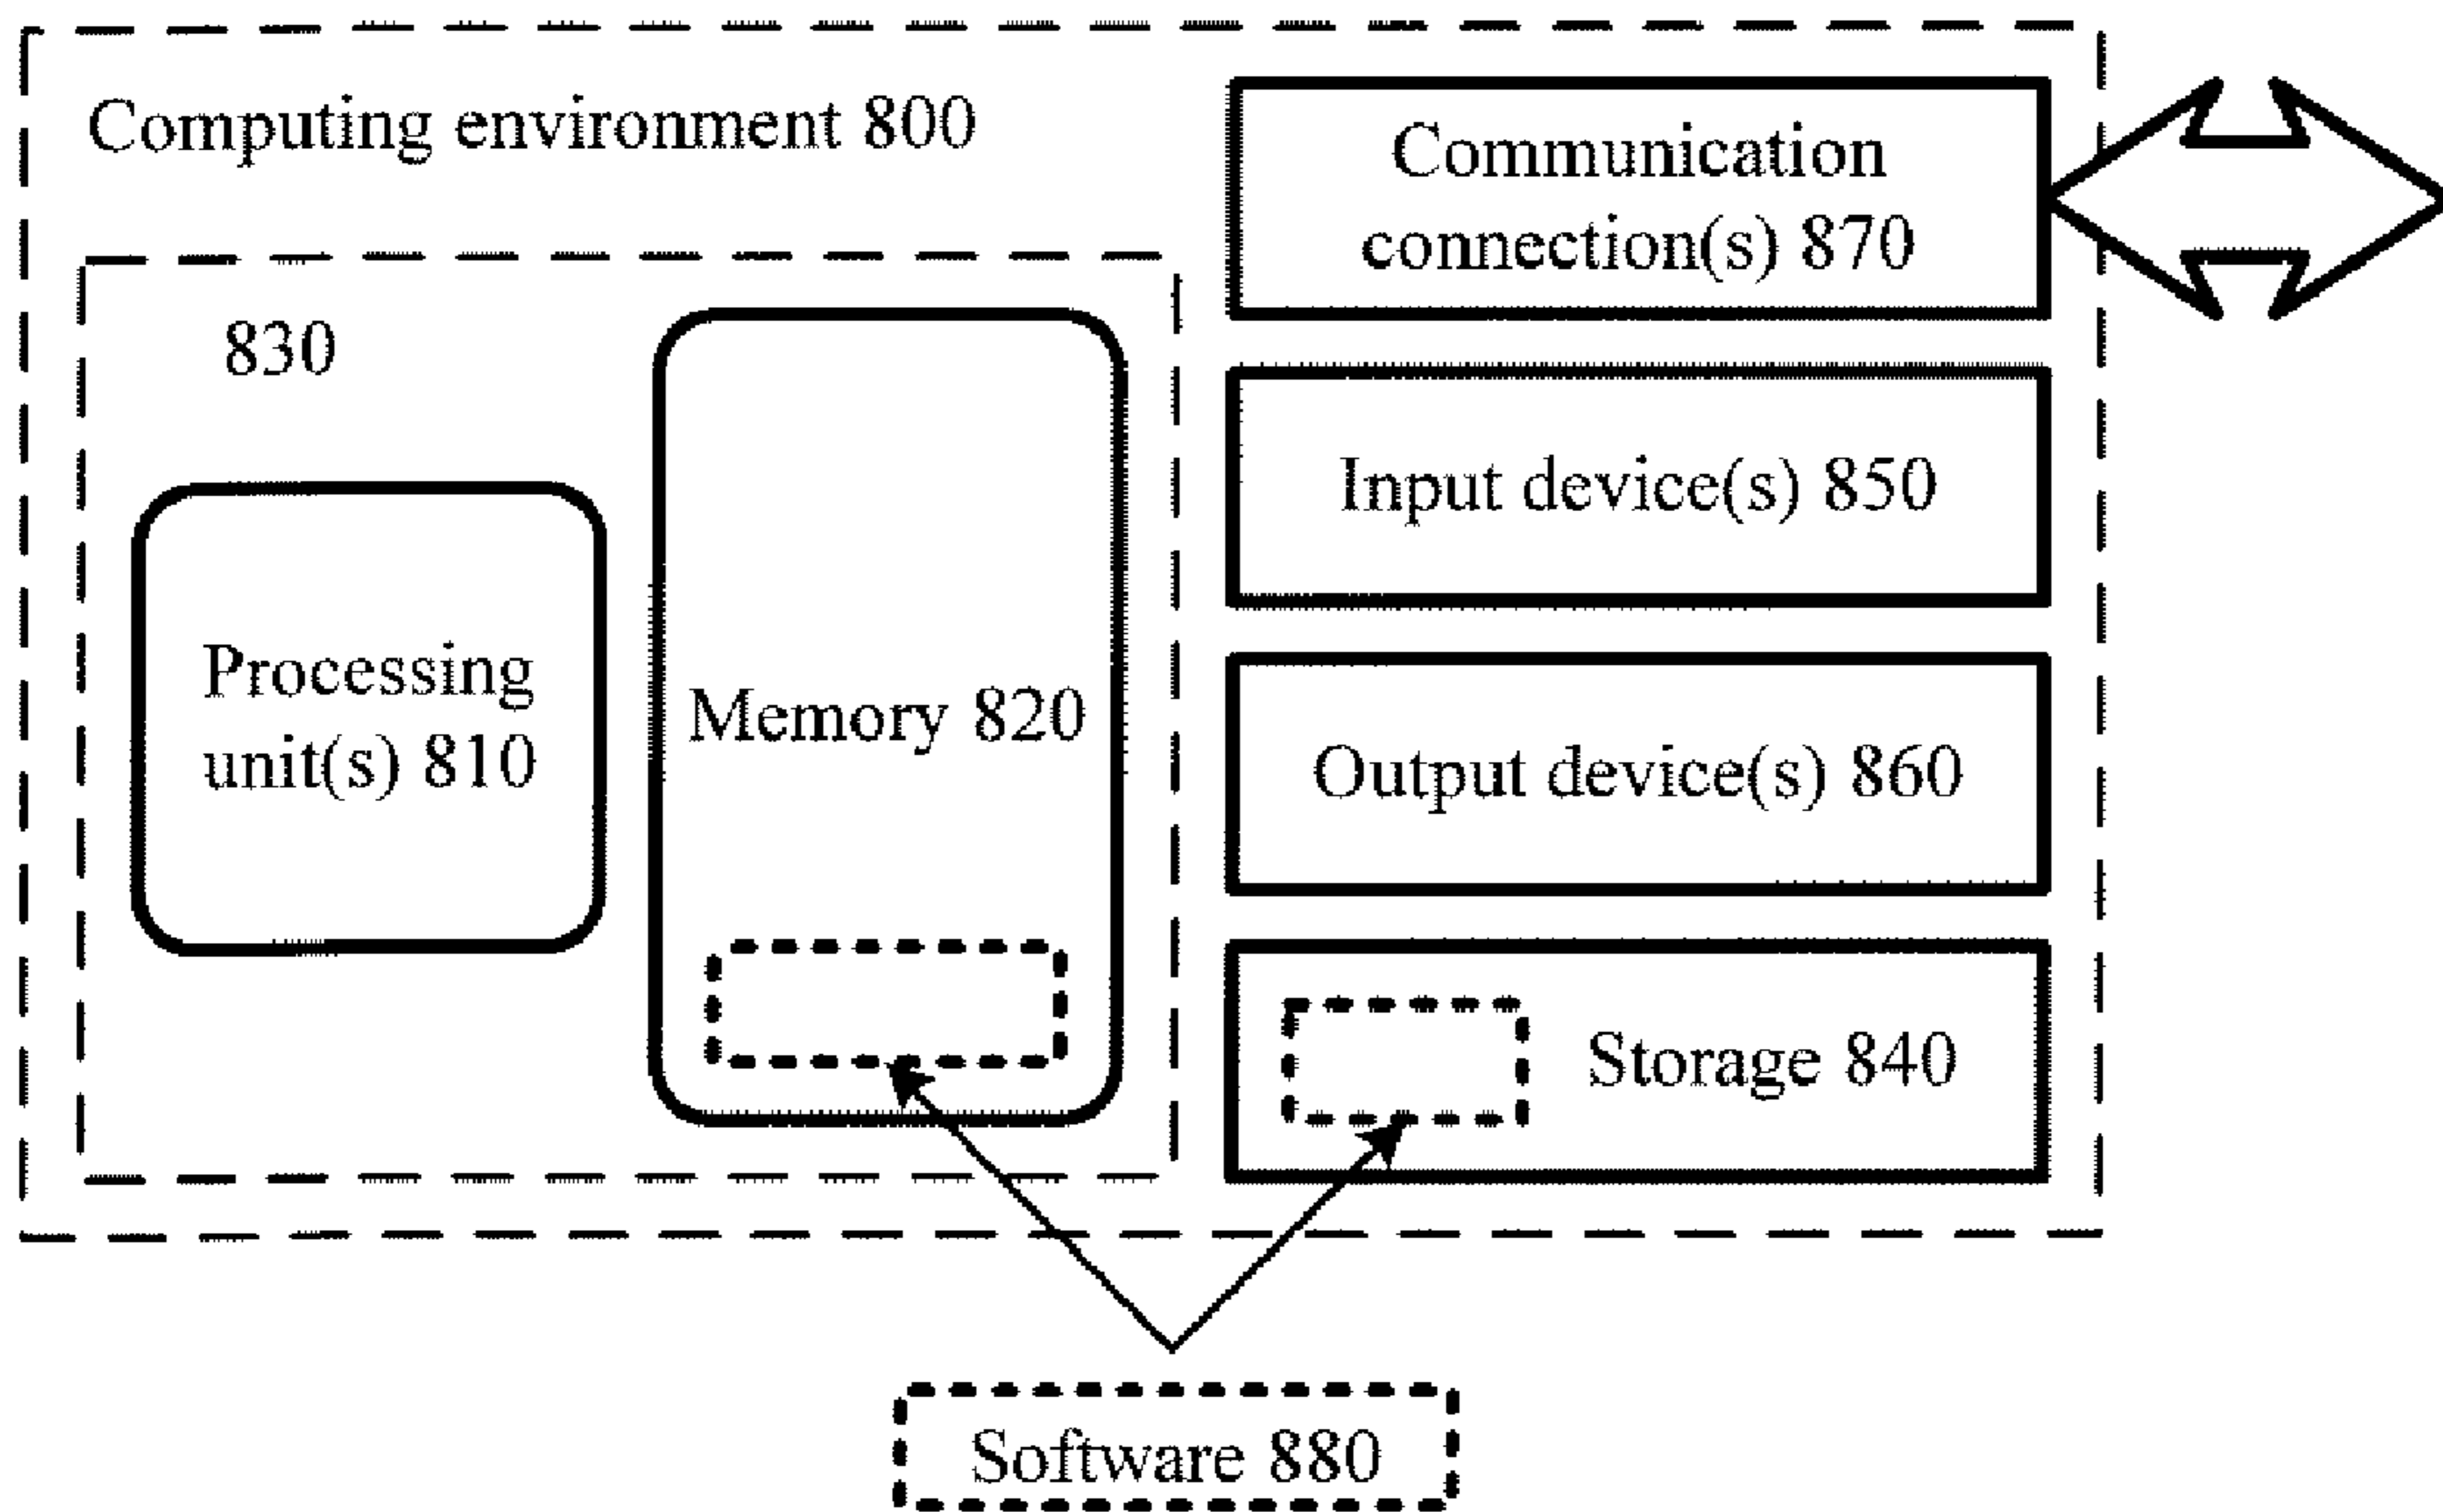 Computing environment 800
Communication
connection(s) 870
830
Input device(s) 850
Processing
unit(s) 810
Memory 820
Output device(s) 860
Storage 840
Software 880